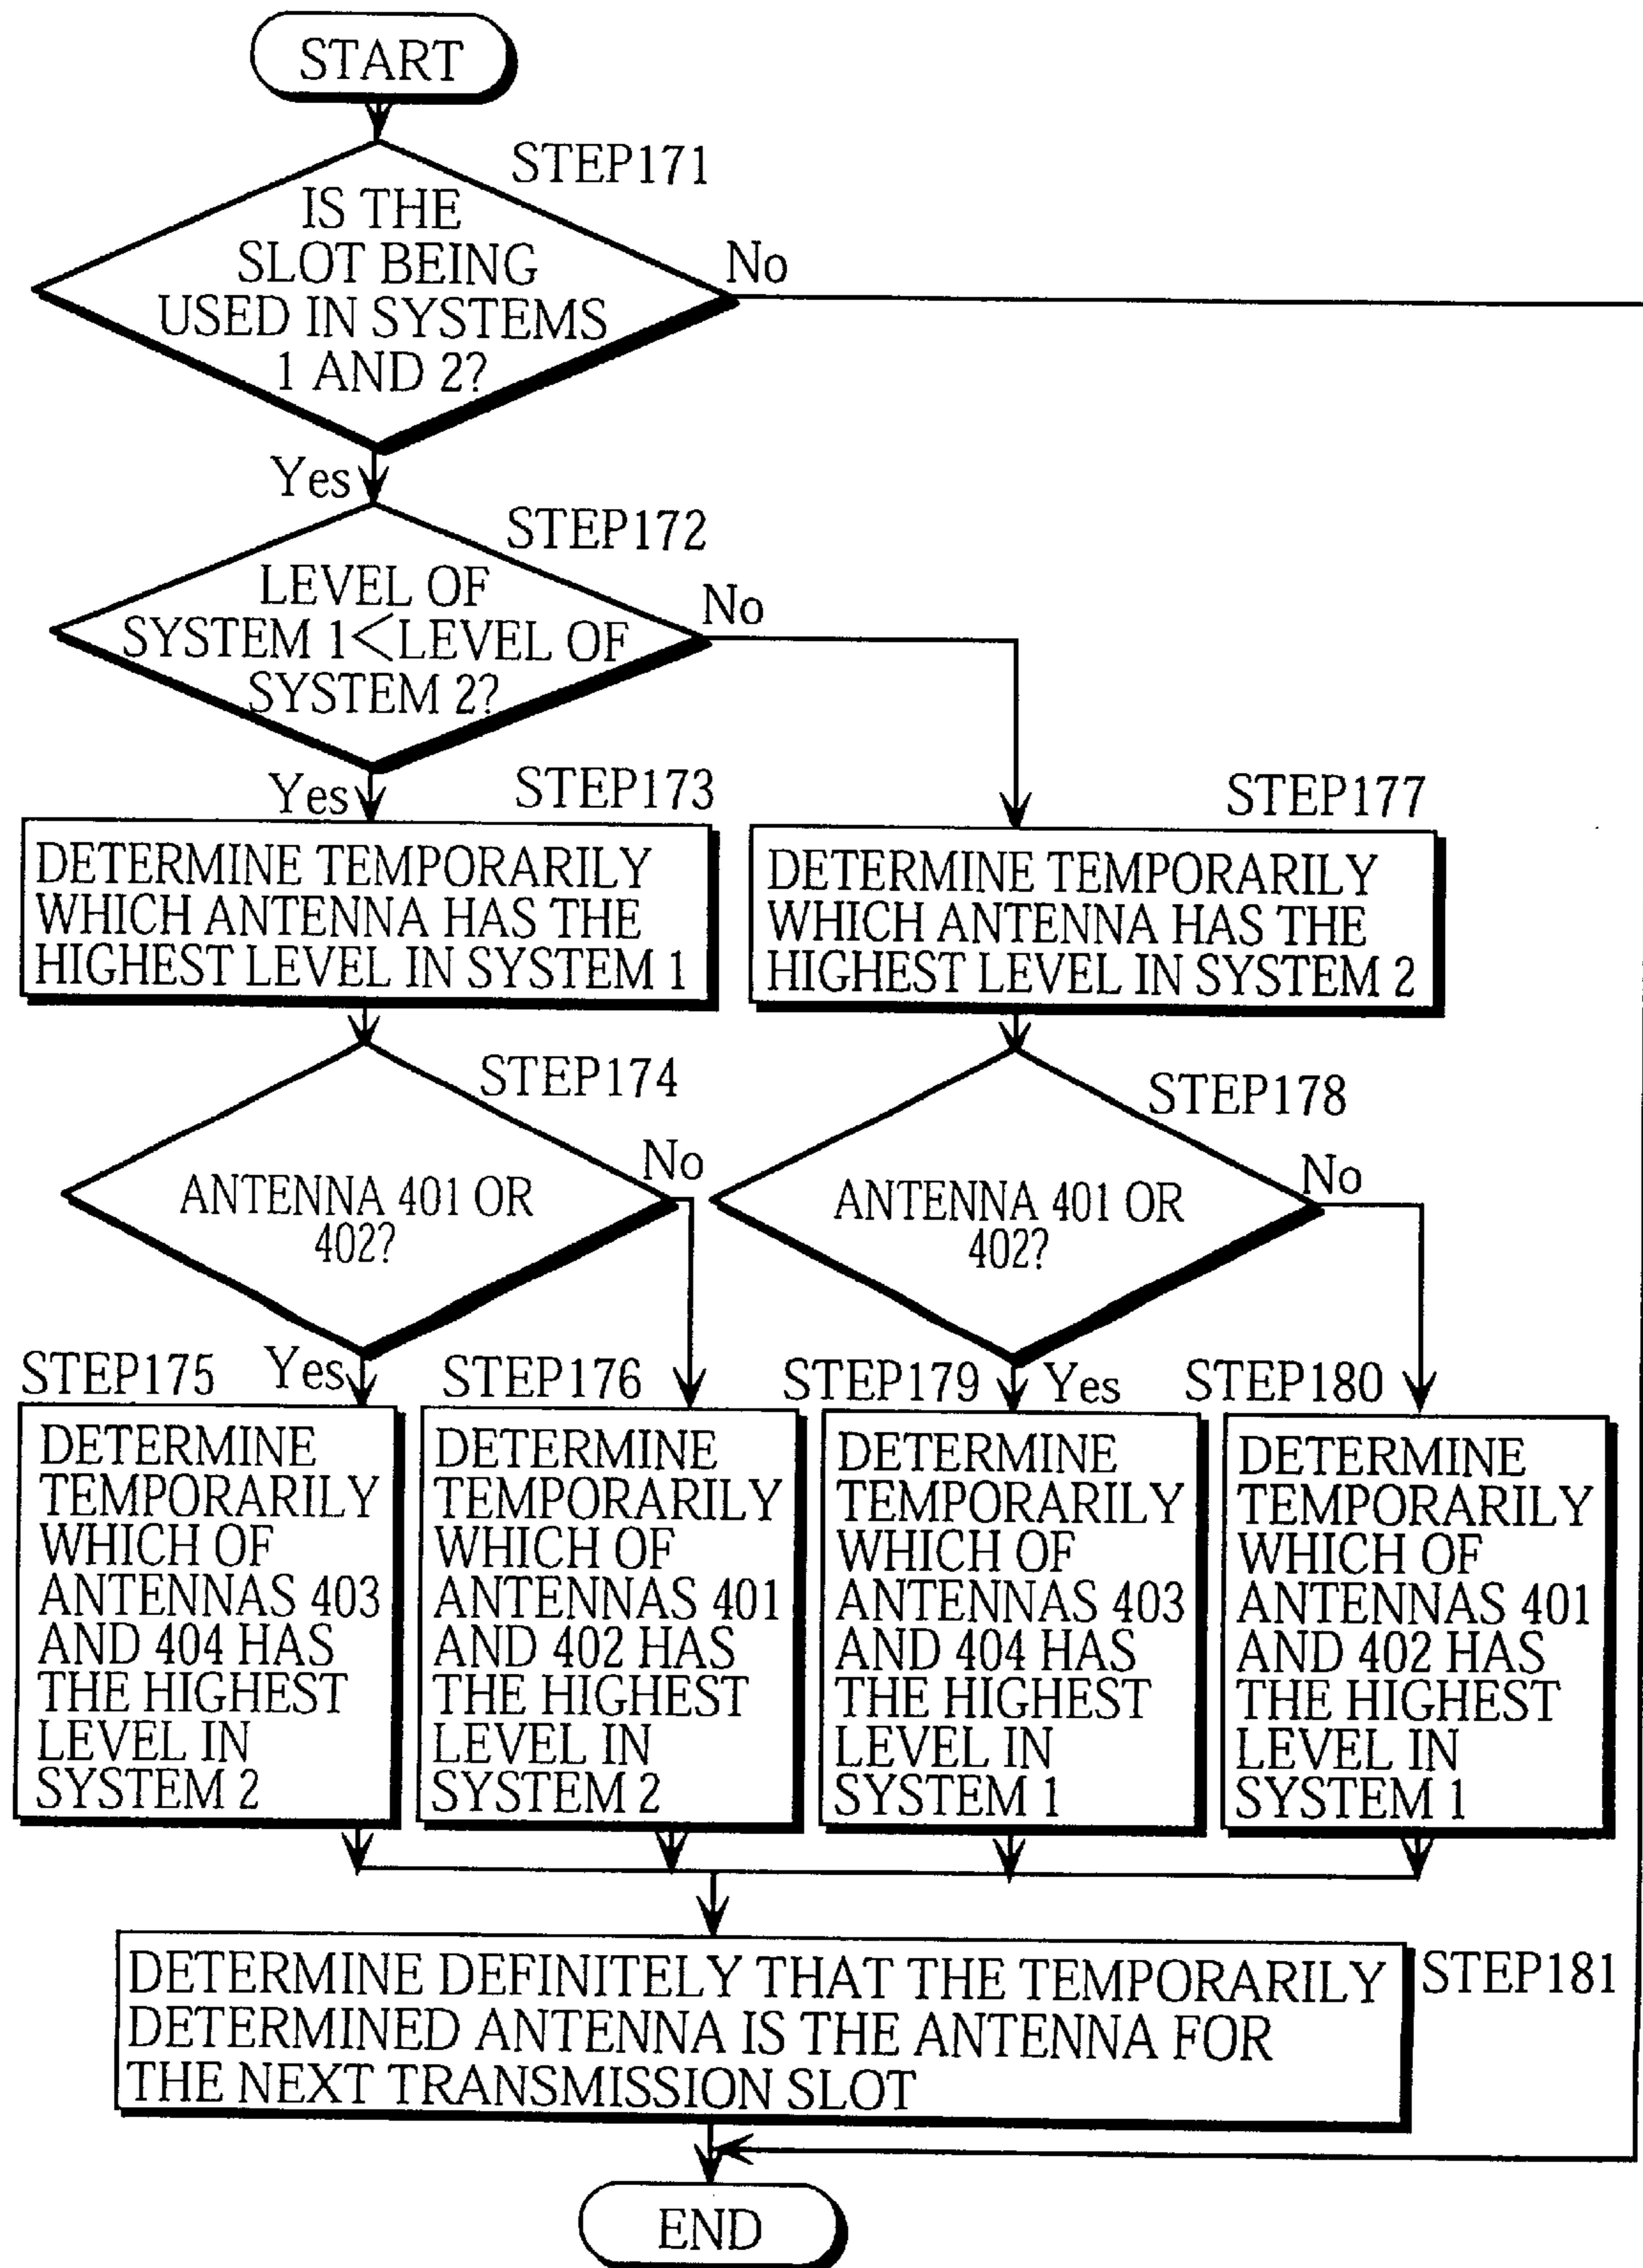 START
STEP171
IS THE
SLOT BEING
USED IN SYSTEMS
1 AND 2?
No
Yes
STEP172
LEVEL OF
SYSTEM 1<LEVEL OF
SYSTEM 2?
No
Yes
STEP173
DETERMINE TEMPORARILY
WHICH ANTENNA HAS THE
HIGHEST LEVEL IN SYSTEM 1
STEP177
DETERMINE TEMPORARILY
WHICH ANTENNA HAS THE
HIGHEST LEVEL IN SYSTEM 2
STEP174
ANTENNA 401 OR
402?
No
Yes
STEP178
ANTENNA 401 OR
402?
No
Yes
STEP175
DETERMINE
TEMPORARILY
WHICH OF
ANTENNAS 403
AND 404 HAS
THE HIGHEST
LEVEL IN
SYSTEM 2
STEP176
DETERMINE
TEMPORARILY
WHICH OF
ANTENNAS 401
AND 402 HAS
THE HIGHEST
LEVEL IN
SYSTEM 2
STEP179
DETERMINE
TEMPORARILY
WHICH OF
ANTENNAS 403
AND 404 HAS
THE HIGHEST
LEVEL IN
SYSTEM 1
STEP180
DETERMINE
TEMPORARILY
WHICH OF
ANTENNAS 401
AND 402 HAS
THE HIGHEST
LEVEL IN
SYSTEM 1
STEP181
DETERMINE DEFINITELY THAT THE TEMPORARILY
DETERMINED ANTENNA IS THE ANTENNA FOR
THE NEXT TRANSMISSION SLOT
END